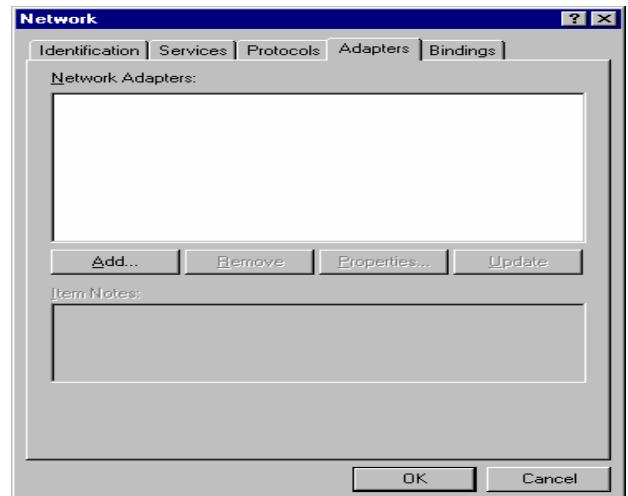 Network
Identification Services Protocols Adapters Bindings
Network Adapters:
Add... Remove Properties... Update
Item Notes:
OK Cancel